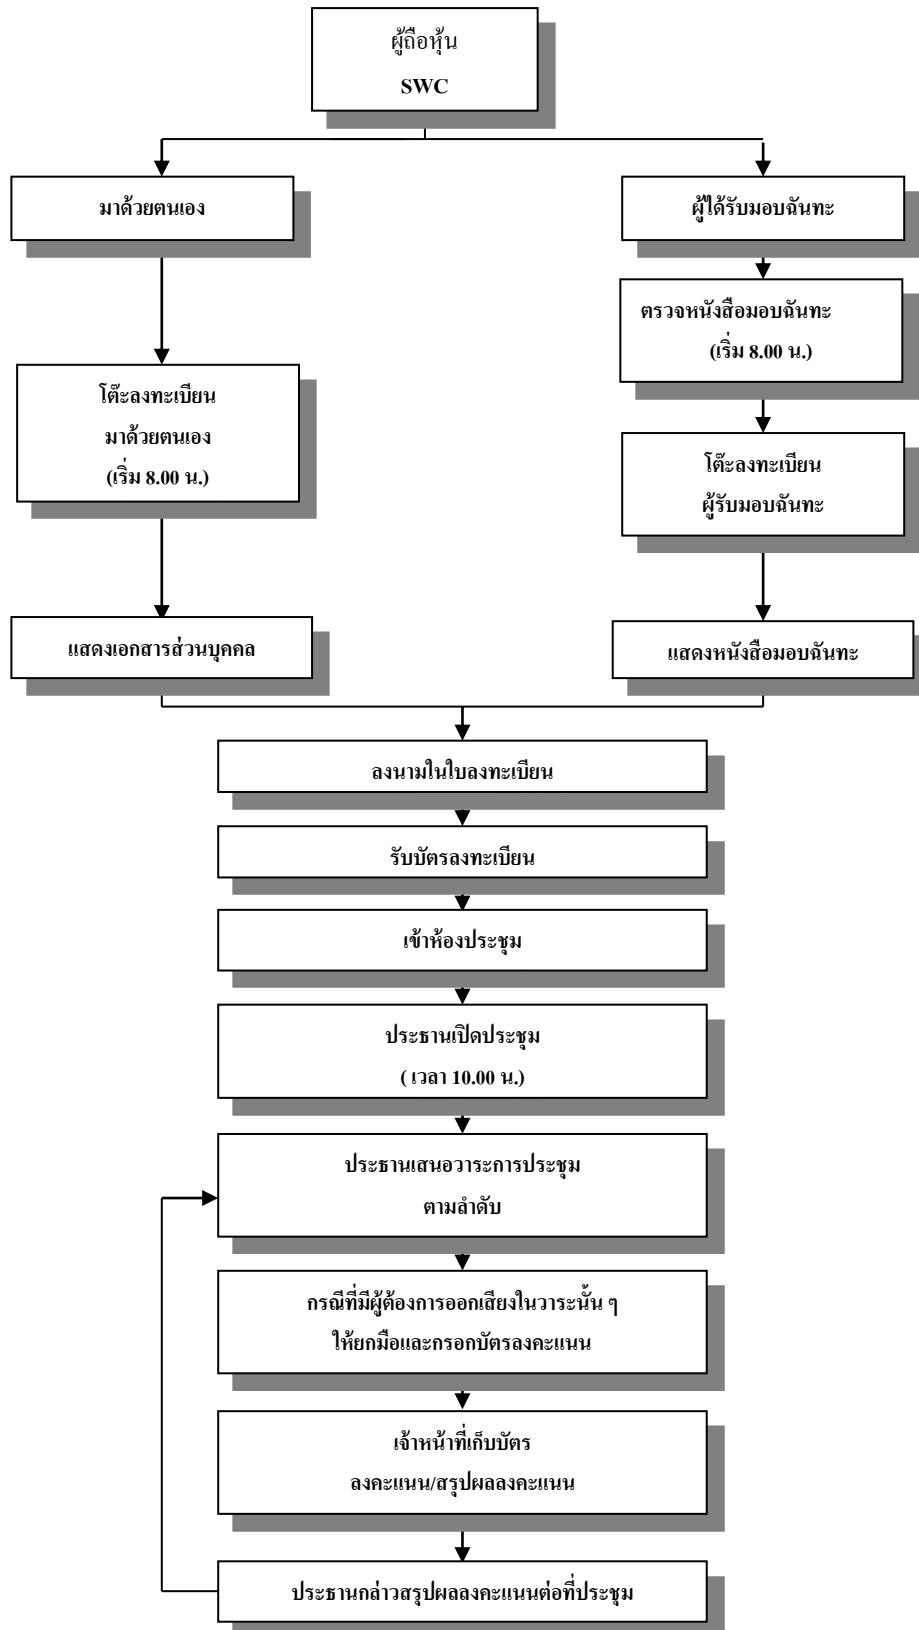 ผู้ถือหุ้น
SWC
มาด้วยตนเอง
ผู้ได้รับมอบฉันทะ
ตรวจหนังสือมอบฉันทะ
(เริ่ม 8.00 น.)
โต๊ะลงทะเบียน
มาด้วยตนเอง
(เริ่ม 8.00 น.)
โต๊ะลงทะเบียน
ผู้รับมอบฉันทะ
แสดงเอกสารส่วนบุคคล
แสดงหนังสือมอบฉันทะ
ลงนามในใบลงทะเบียน
รับบัตรลงทะเบียน
เข้าห้องประชุม
ประธานเปิดประชุม
( เวลา 10.00 น.)
ประธานเสนอวาระการประชุม
ตามลำดับ
กรณีที่มีผู้ต้องการออกเสียงในวาระนั้น ๆ
ให้ยกมือและกรอกบัตรลงคะแนน
เจ้าหน้าที่เก็บบัตร
ลงคะแนน/สรุปผลลงคะแนน
ประธานกล่าวสรุปผลลงคะแนนต่อที่ประชุม